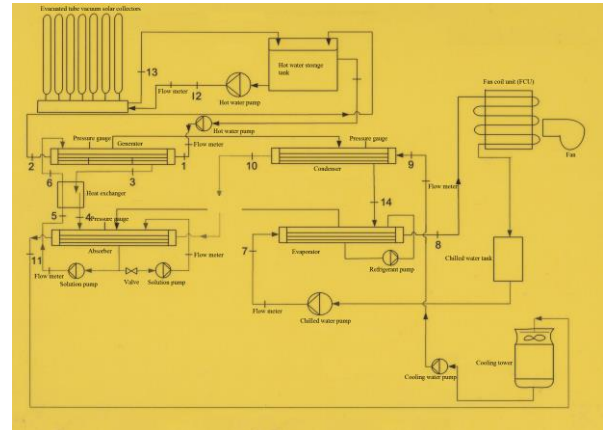 Evacuated tube vacuum solar collectors
13
Hot water storage
tank
Flow meter
12
Hot water pump
Fan coil unit (FCU)
Fan
Hot water pump
Pressure gauge
Generator
Flow meter
2
1
3
6
Pressure gauge
Condenser
10
9
Flow meter
Heat exchanger
5
4
14
Pressure gauge
Absorber
11
Flow meter
Solution pump
Valve
Solution pump
Flow meter
7
Evaporator
8
Refrigerant pump
Chilled water tank
Flow meter
Chilled water pump
Cooling water pump
Cooling tower